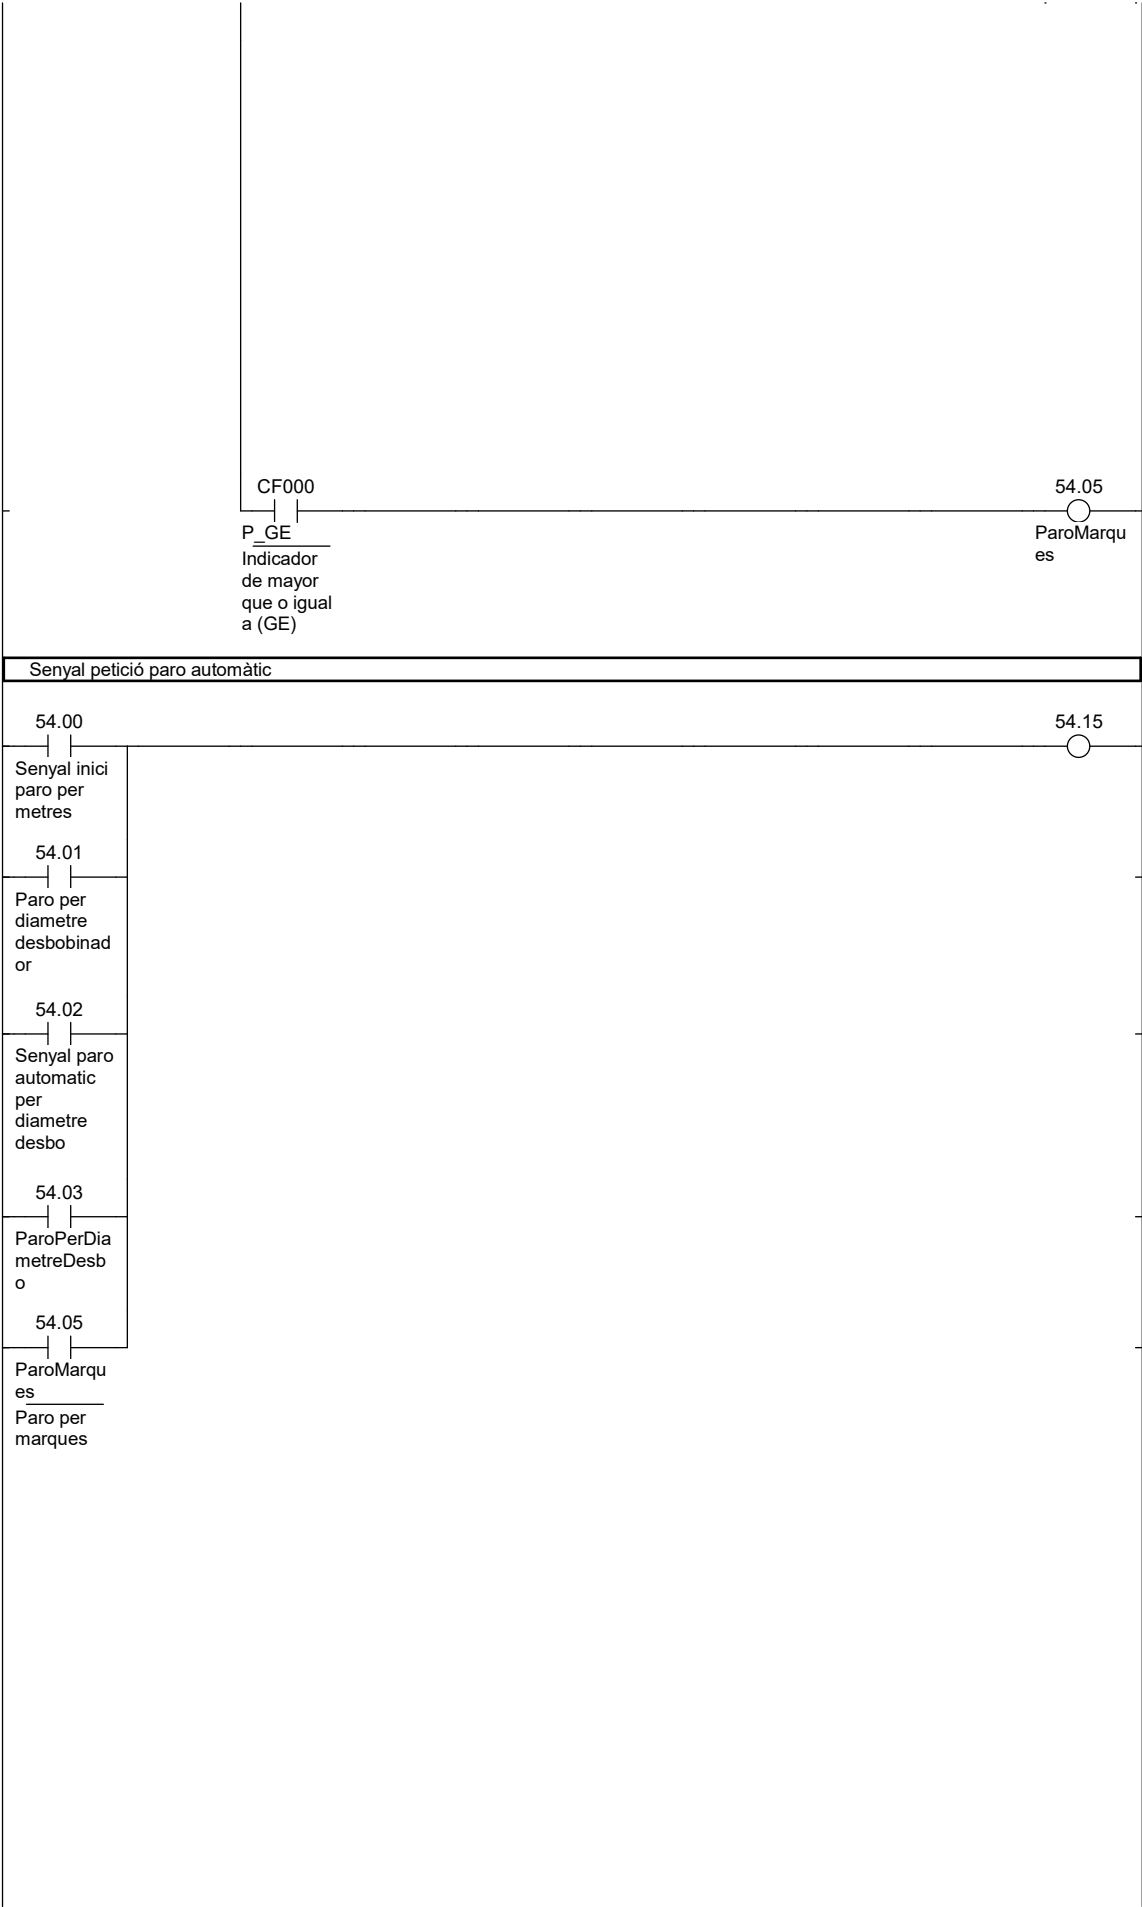 CF000
54.05
P_GE
ParoMarqu
es
Indicador
de mayor
que o igual
a (GE)
Senyal petició paro automàtic
54.00
54.15
Senyal inici
paro per
metres
54.01
Paro per
diametre
desbobinad
or
54.02
Senyal paro
automatic
per
diametre
desbo
54.03
ParoPerDia
metreDesb
o
54.05
ParoMarqu
es
Paro per
marques